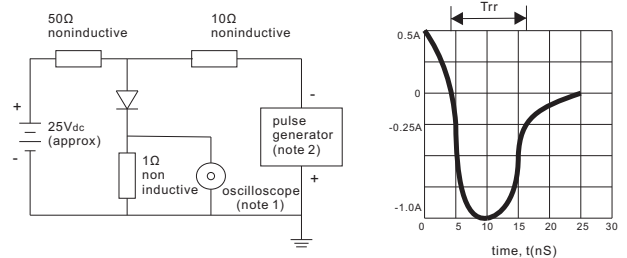 50Ω
noninductive
10Ω
noninductive
+
-
25Vdc
(approx)
1Ω
non
inductive
oscilloscope
(note 1)
-
pulse
generator
(note 2)
+
Trr
0.5A
0
-0.25A
-1.0A
0 5 10 15 20 25 30
time, t(nS)